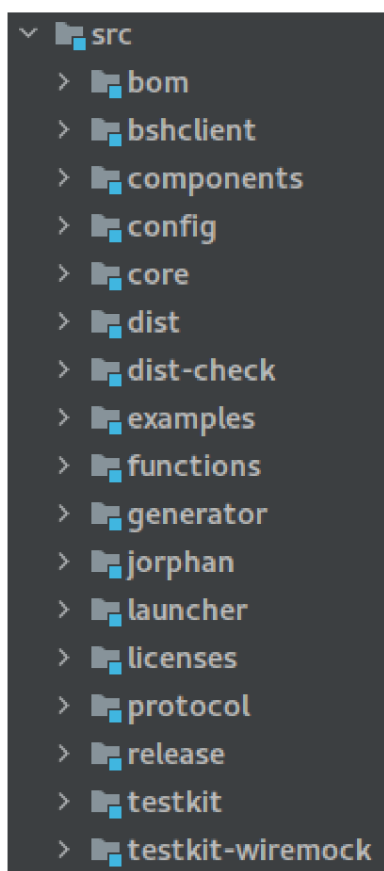 src
bom
bshclient
components
config
core
dist
dist-check
examples
functions
generator
jorphan
launcher
licenses
protocol
release
testkit
testkit-wiremock